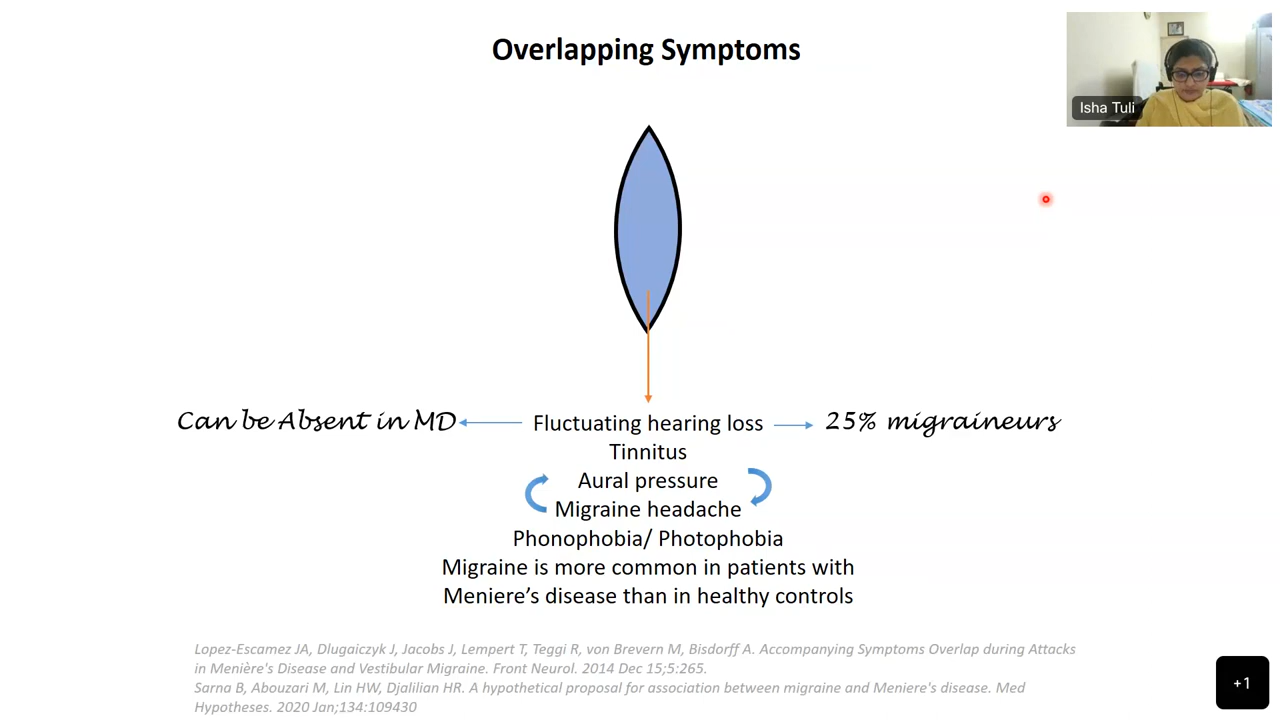 Overlapping Symptoms
Isha Tuli
Can be Absent in MD
Fluctuating hearing loss
25% migraineurs
Tinnitus
Aural pressure
Migraine headache
Phonophobia/ Photophobia
Migraine is more common in patients with
Meniere’s disease than in healthy controls
Lopez-Escamez JA, Dlugaiczyk J, Jacobs J, Lempert T, Teggi R, von Brevern M, Bisdorff A. Accompanying Symptoms Overlap during Attacks
in Menière's Disease and Vestibular Migraine. Front Neurol. 2014 Dec 15;5:265.
Sarna B, Abouzari M, Lin HW, Djalilian HR. A hypothetical proposal for association between migraine and Meniere's disease. Med
Hypotheses. 2020 Jan;134:109430
+1